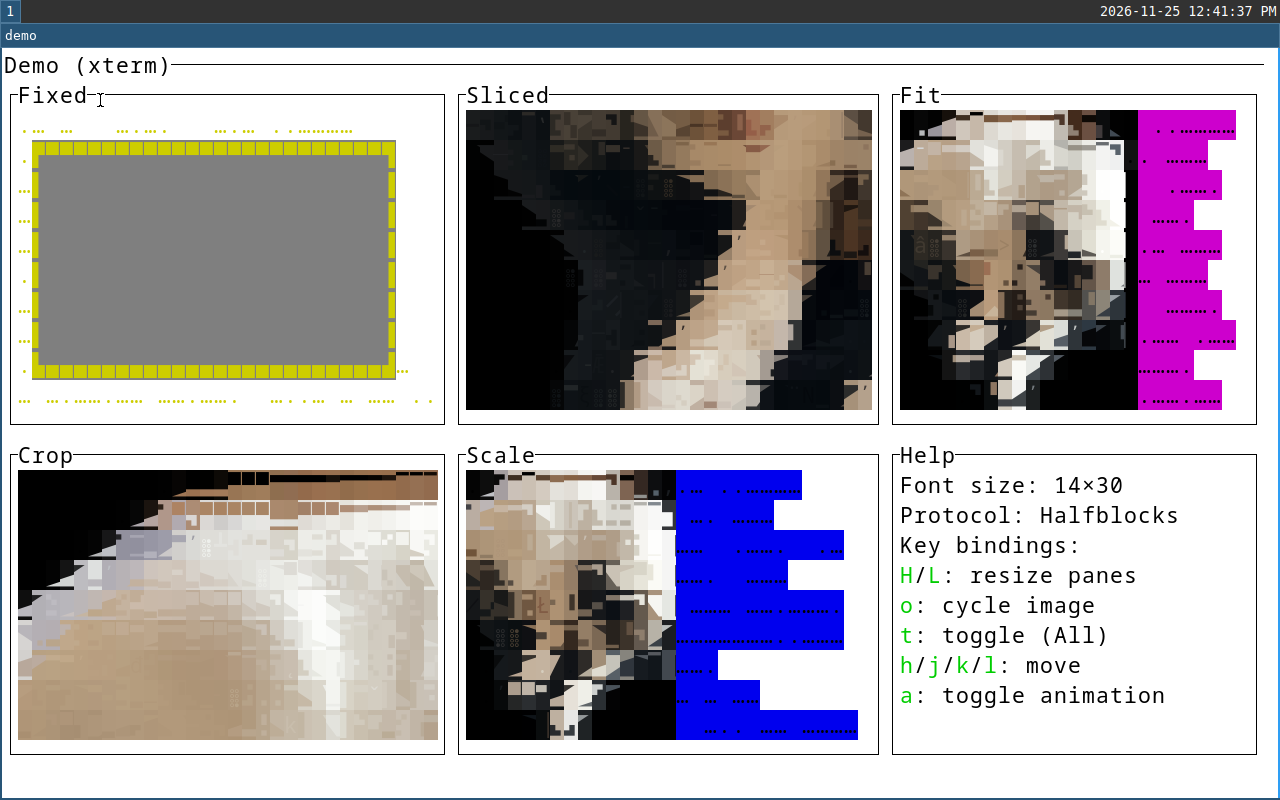 1
2026-11-25 12:41:37 PM
demo
Demo (xterm)
Fixed
Sliced
Fit
Crop
Scale
Help
Font size: 14×30
Protocol: Halfblocks
Key bindings:
H/L: resize panes
o: cycle image
t: toggle (All)
h/j/k/l: move
a: toggle animation